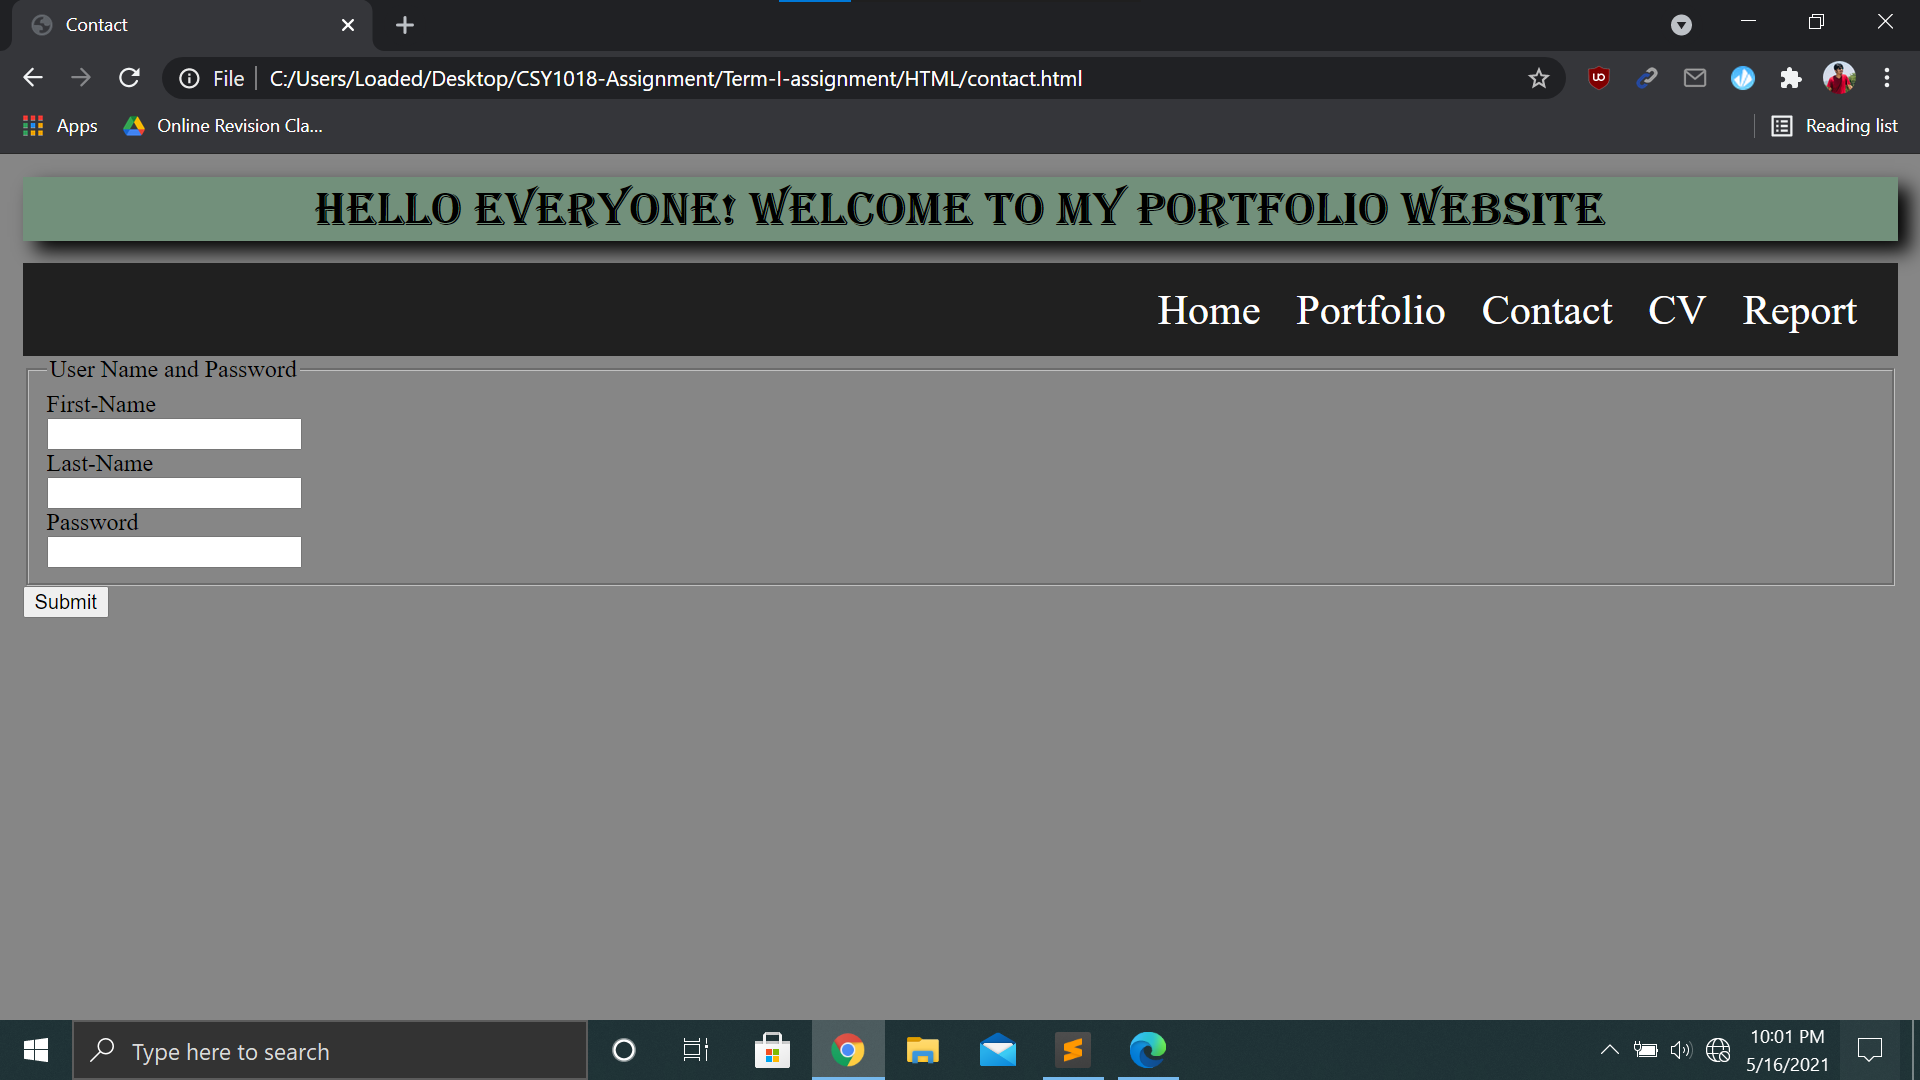 Contact
File
C:/Users/Loaded/Desktop/CSY1018-Assignment/Term-I-assignment/HTML/contact.html
Apps
Online Revision Cla...
Reading list
HELLO EVERYONE! WELCOME TO MY PORTFOLIO WEBSITE
Home Portfolio Contact CV Report
User Name and Password
First-Name
Last-Name
Password
Submit
Type here to search
10:01 PM
5/16/2021